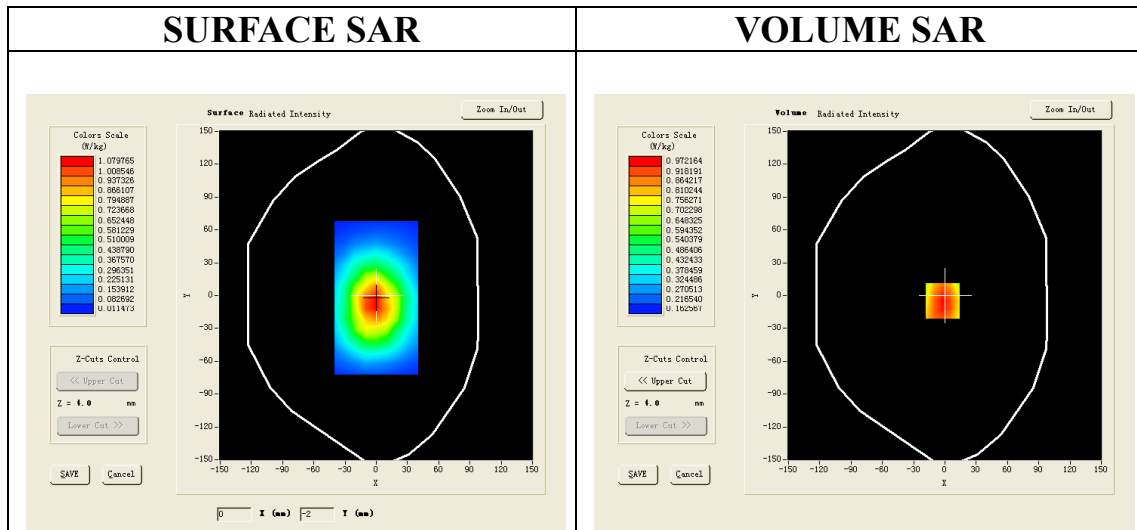 SURFACE SAR
VOLUME SAR
Surface Radiated Intensity
Zoom In/Out
Colors Scale
(W/kg)
1.079765
1.008546
0.937326
0.866107
0.794887
0.723668
0.652448
0.581229
0.510009
0.438790
0.367570
0.296351
0.225131
0.153912
0.082692
0.011473
150
120
90
60
30
0
-30
-60
-90
-120
-150
Y
-150 -120 -90 -60 -30 0 30 60 90 120 150
X
Z-Cuts Control
<< Upper Cut
Z = 4.0 mm
Lower Cut >>
SAVE Cancel
0 X (mm) -2 Y (mm)
Volume Radiated Intensity
Zoom In/Out
Colors Scale
(W/kg)
0.972164
0.918191
0.864217
0.810244
0.756271
0.702298
0.648325
0.594352
0.540379
0.486406
0.432433
0.378459
0.324486
0.270513
0.216540
0.162567
150
120
90
60
30
0
-30
-60
-90
-120
-150
Y
-150 -120 -90 -60 -30 0 30 60 90 120 150
X
Z-Cuts Control
<< Upper Cut
Z = 4.0 mm
Lower Cut >>
SAVE Cancel